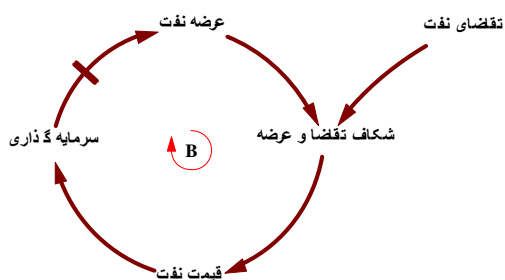 عرضه نفت
تقاضای نفت
شکاف تقاضا و عرضه
سرمایه گذاری
B
قیمت نفت